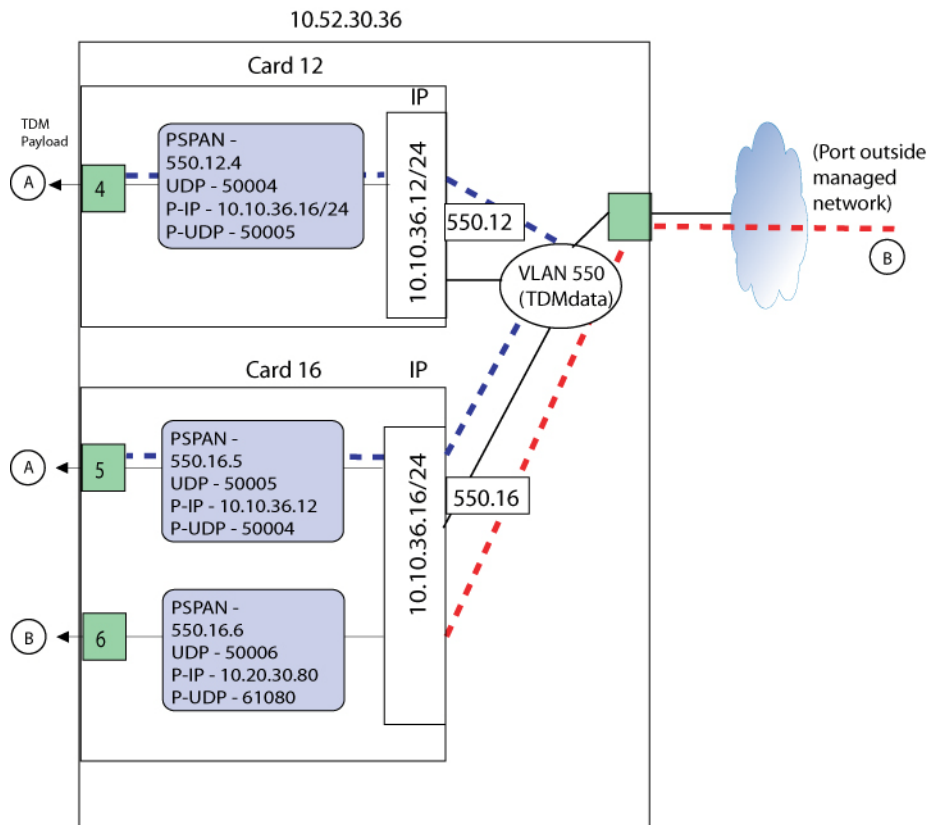 10.52.30.36
Card 12
IP
TDM
Payload
A
4
PSPAN -
550.12.4
UDP - 50004
P-IP - 10.10.36.16/24
P-UDP - 50005
10.10.36.12/24
550.12
VLAN 550
(TDMdata)
(Port outside
managed
network)
B
Card 16
IP
A
5
PSPAN -
550.16.5
UDP - 50005
P-IP - 10.10.36.12
P-UDP - 50004
10.10.36.16/24
550.16
B
6
PSPAN -
550.16.6
UDP - 50006
P-IP - 10.20.30.80
P-UDP - 61080